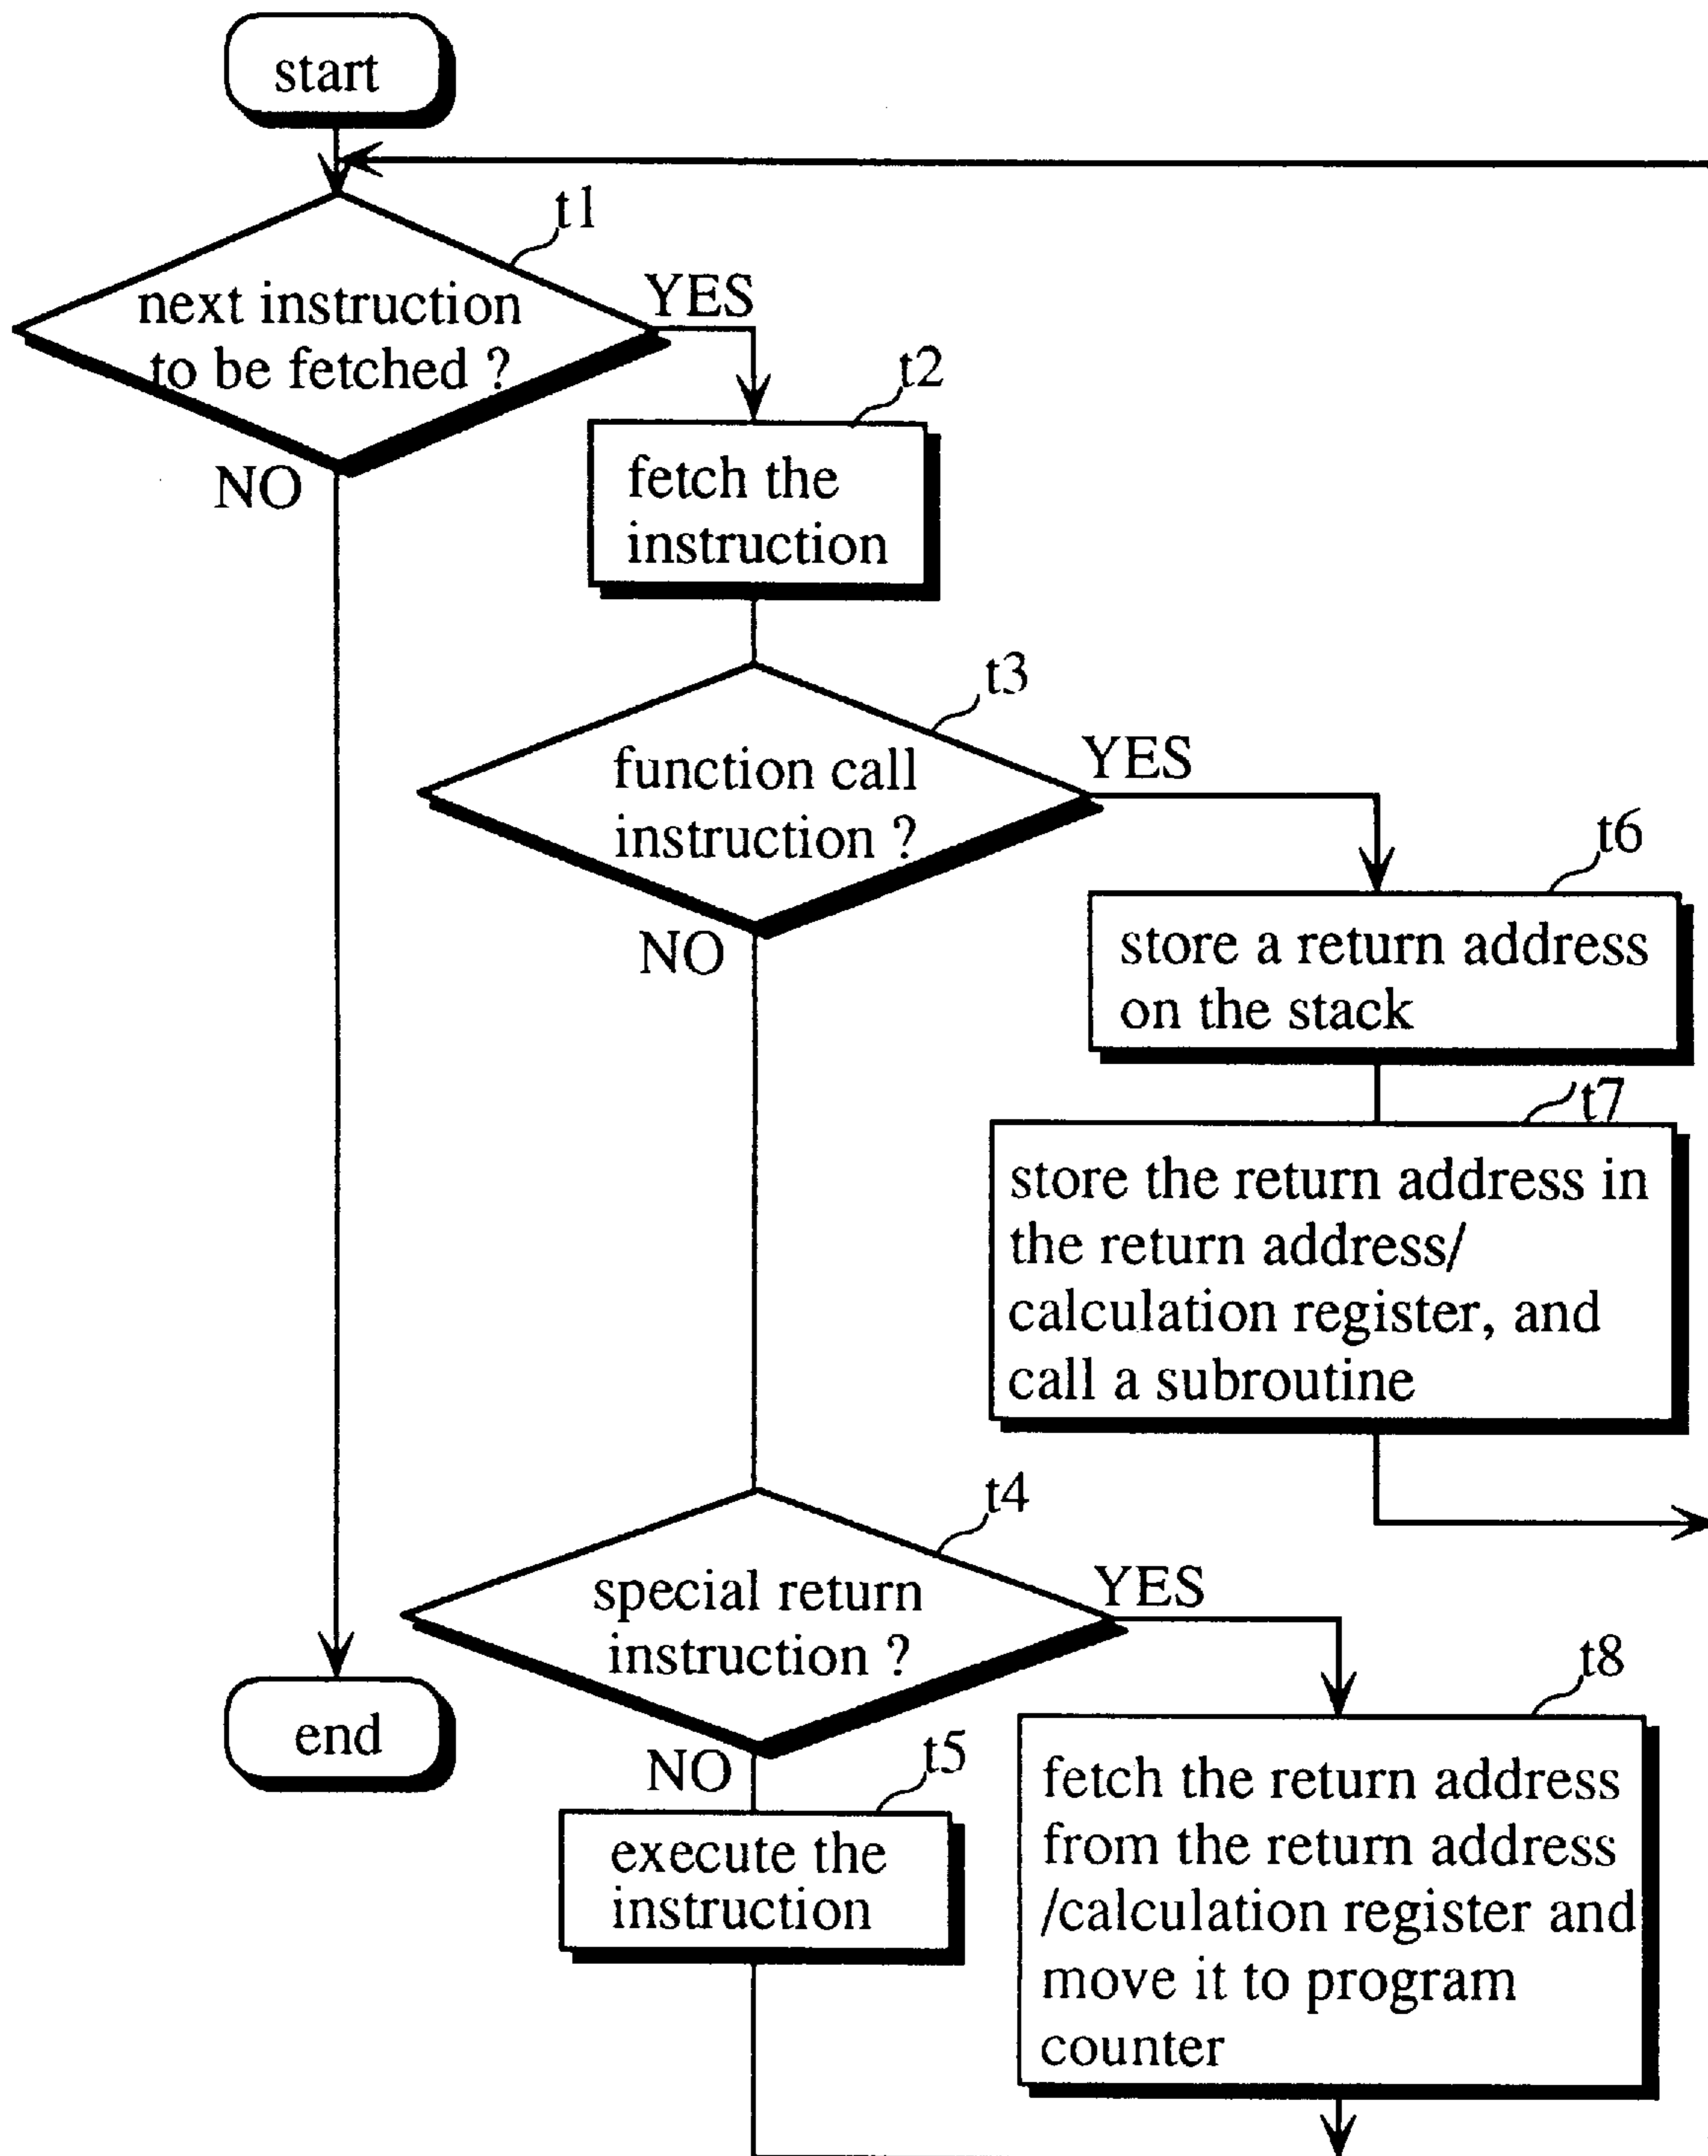 start
t1
next instruction
to be fetched ?
YES
NO
t2
fetch the
instruction
t3
function call
instruction ?
YES
NO
t6
store a return address
on the stack
t7
store the return address in
the return address/
calculation register, and
call a subroutine
t4
special return
instruction ?
YES
NO
end
t5
execute the
instruction
t8
fetch the return address
from the return address
/calculation register and
move it to program
counter